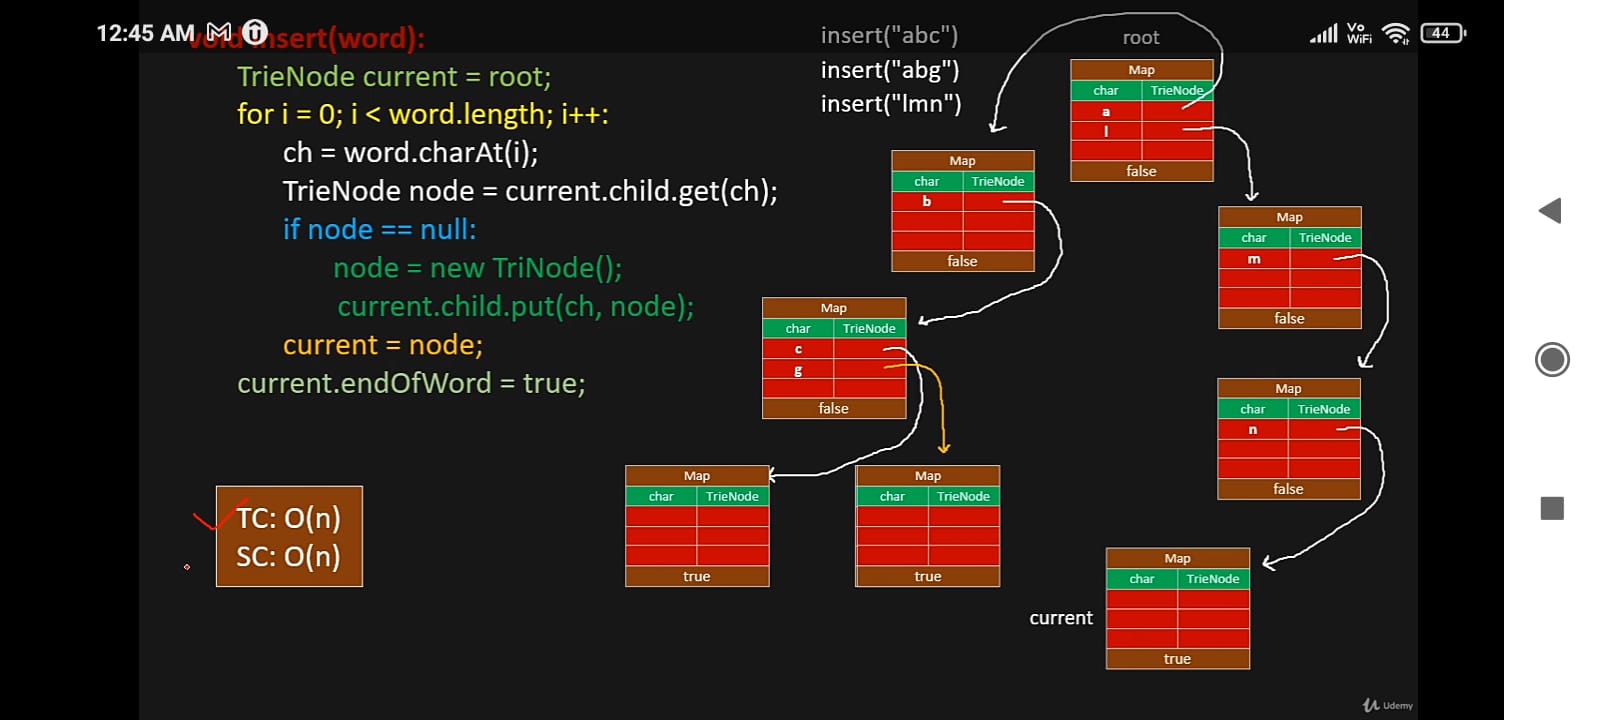 12:45 AM
Vo
WiFi
44
void insert(word):
TrieNode current = root;
for i = 0; i < word.length; i++:
ch = word.charAt(i);
TrieNode node = current.child.get(ch);
if node == null:
node = new TriNode();
current.child.put(ch, node);
current = node;
current.endOfWord = true;
TC: O(n)
SC: O(n)
insert("abc")
insert("abg")
insert("lmn")
root
Map
char TrieNode
a
l
false
Map
char TrieNode
b
false
Map
char TrieNode
m
false
Map
char TrieNode
c
g
false
Map
char TrieNode
n
false
Map
char TrieNode
true
Map
char TrieNode
true
current
Map
char TrieNode
true
Udemy